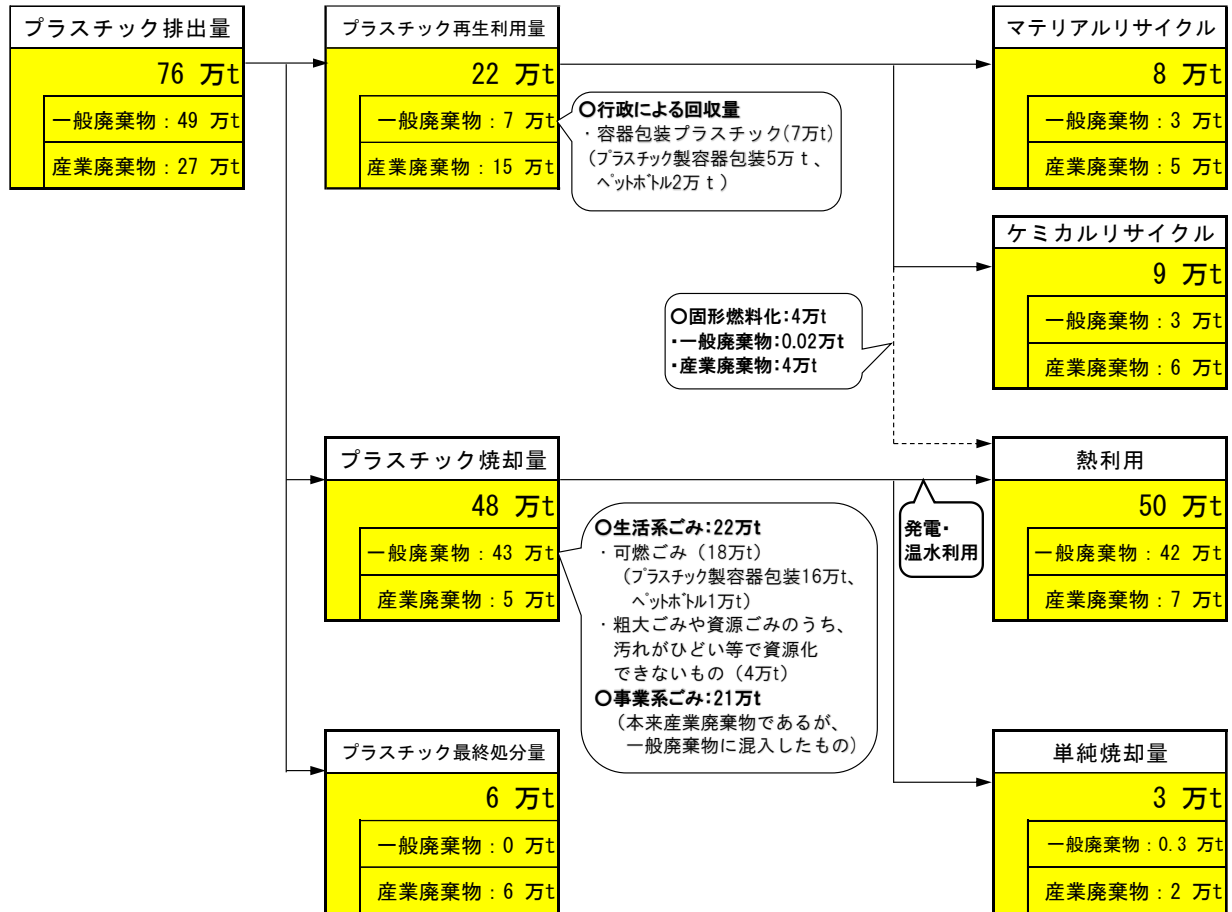 プラスチック排出量
76 万t
一般廃棄物：49 万t
産業廃棄物：27 万t
プラスチック再生利用量
22 万t
一般廃棄物：7 万t
産業廃棄物：15 万t
○行政による回収量
・容器包装プラスチック(7万t)
(プラスチック製容器包装5万ｔ、
ペットボトル2万ｔ)
マテリアルリサイクル
8 万t
一般廃棄物：3 万t
産業廃棄物：5 万t
ケミカルリサイクル
9 万t
一般廃棄物：3 万t
産業廃棄物：6 万t
○固形燃料化：4万t
・一般廃棄物：0.02万t
・産業廃棄物：4万t
プラスチック焼却量
48 万t
一般廃棄物：43 万t
産業廃棄物：5 万t
○生活系ごみ：22万t
・可燃ごみ（18万t）
（プラスチック製容器包装16万t、
ペットボトル1万t）
・粗大ごみや資源ごみのうち、
汚れがひどい等で資源化
できないもの（4万t）
○事業系ごみ：21万t
（本来産業廃棄物であるが、
一般廃棄物に混入したもの）
発電・
温水利用
熱利用
50 万t
一般廃棄物：42 万t
産業廃棄物：7 万t
プラスチック最終処分量
6 万t
一般廃棄物：0 万t
産業廃棄物：6 万t
単純焼却量
3 万t
一般廃棄物：0.3 万t
産業廃棄物：2 万t